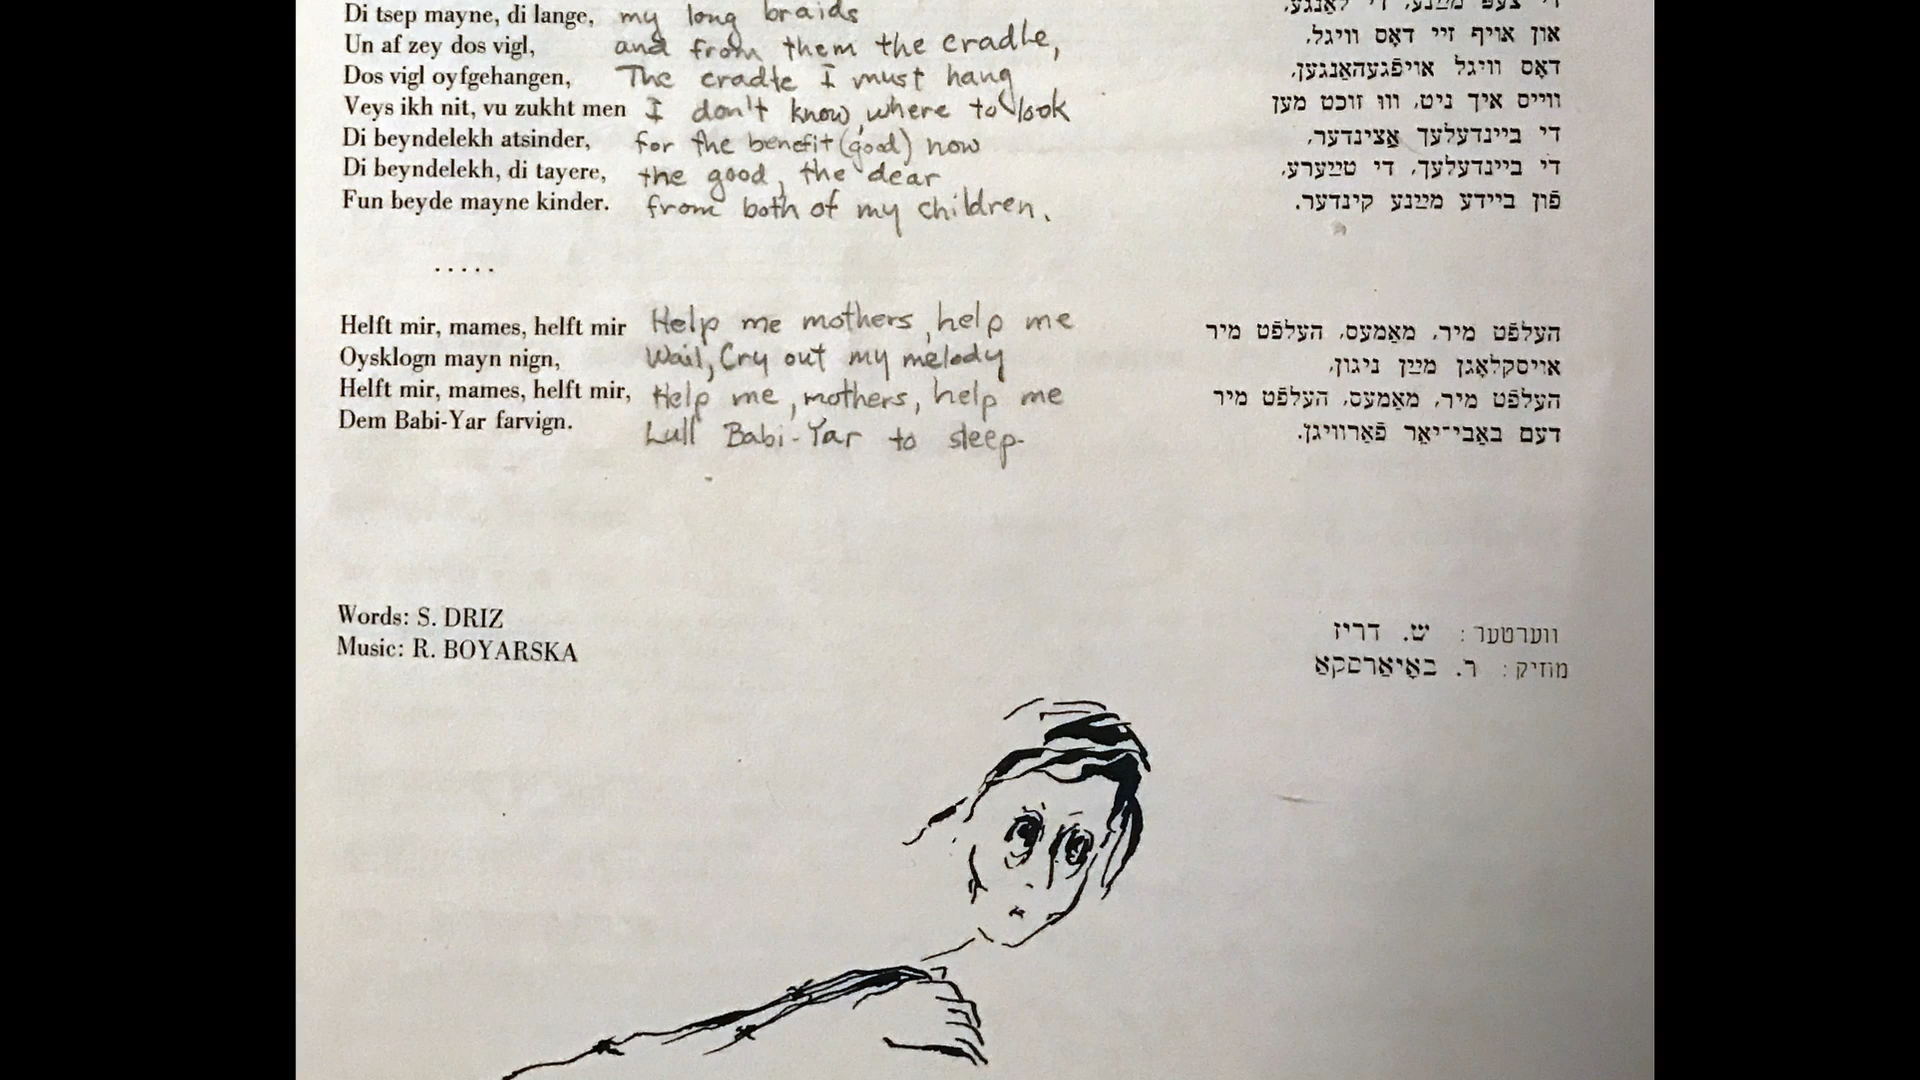 Di tsep mayne, di lange, my long braids
Un af zey dos vigl, and from them the cradle,
Dos vigl oyfgehangen, The cradle I must hang
Veys ikh nit, vu zukht men I don't know, where to look
Di beyndelekh atsinder, for the benefit (good) now
Di beyndelekh, di tayere, the good, the dear
Fun beyde mayne kinder. from both of my children.
.....
Helft mir, mames, helft mir Help me mothers, help me
Oysklogn mayn nign, Wail, Cry out my melody
Helft mir, mames, helft mir, Help me, mothers, help me
Dem Babi-Yar farvign. Lull Babi-Yar to sleep-
Words: S. DRIZ
Music: R. BOYARSKA
די צעפּ מײַנע, די לאַנגע,
און אויף זיי דאָס וויגל,
דאָס וויגל אויפֿגעהאַנגען,
ווייס איך ניט, וווּ זוכט מען
די ביינדעלעך אַצינדער,
די ביינדעלעך, די טײַערע,
פֿון ביידע מײַנע קינדער.
העלפֿט מיר, מאַמעס, העלפֿט מיר
אויסקלאָגן מײַן ניגון,
העלפֿט מיר, מאַמעס, העלפֿט מיר
דעם באַבי־יאַר פֿאַרוויגן.
ווערטער: ש. דריז
מוזיק: ר. באָיאַרסקאַ